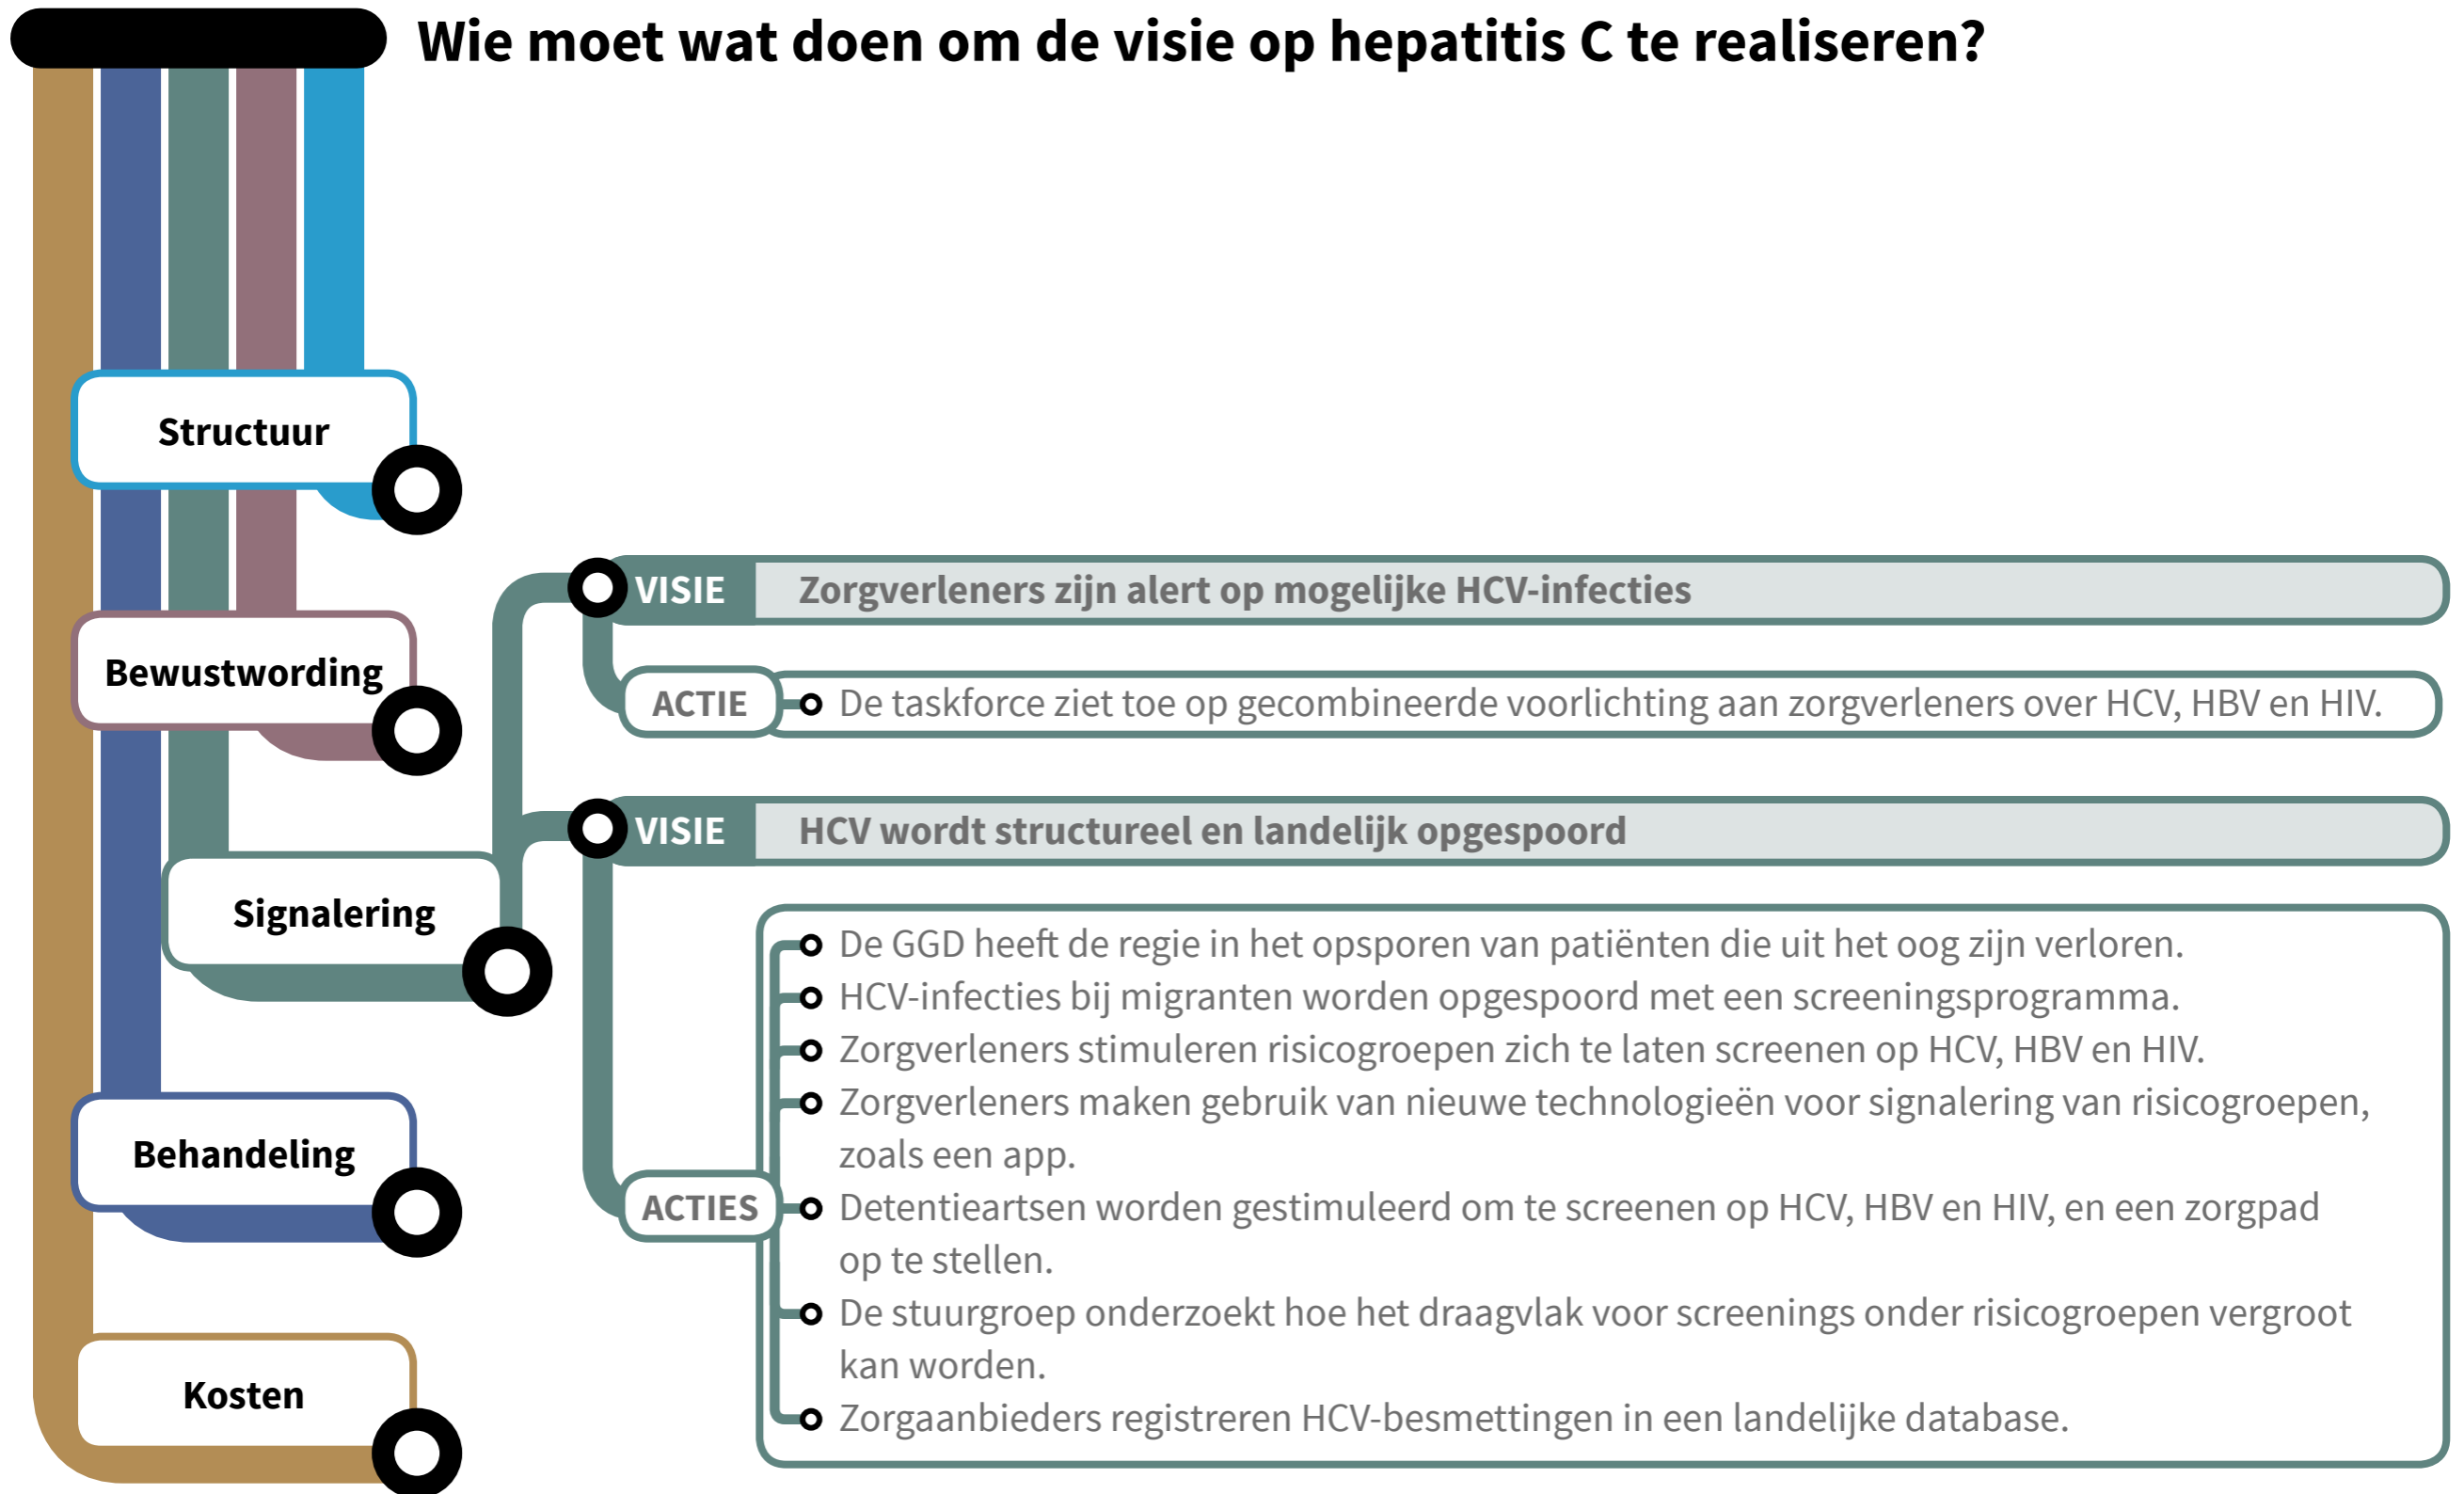 Wie moet wat doen om de visie op hepatitis C te realiseren?
Structuur
Bewustwording
Signalering
Behandeling
Kosten
VISIE
Zorgverleners zijn alert op mogelijke HCV-infecties
ACTIE
De taskforce ziet toe op gecombineerde voorlichting aan zorgverleners over HCV, HBV en HIV.
VISIE
HCV wordt structureel en landelijk opgespoord
ACTIES
De GGD heeft de regie in het opsporen van patiënten die uit het oog zijn verloren.
HCV-infecties bij migranten worden opgespoord met een screeningsprogramma.
Zorgverleners stimuleren risicogroepen zich te laten screenen op HCV, HBV en HIV.
Zorgverleners maken gebruik van nieuwe technologieën voor signalering van risicogroepen,
zoals een app.
Detentieartsen worden gestimuleerd om te screenen op HCV, HBV en HIV, en een zorgpad
op te stellen.
De stuurgroep onderzoekt hoe het draagvlak voor screenings onder risicogroepen vergroot
kan worden.
Zorgaanbieders registreren HCV-besmettingen in een landelijke database.